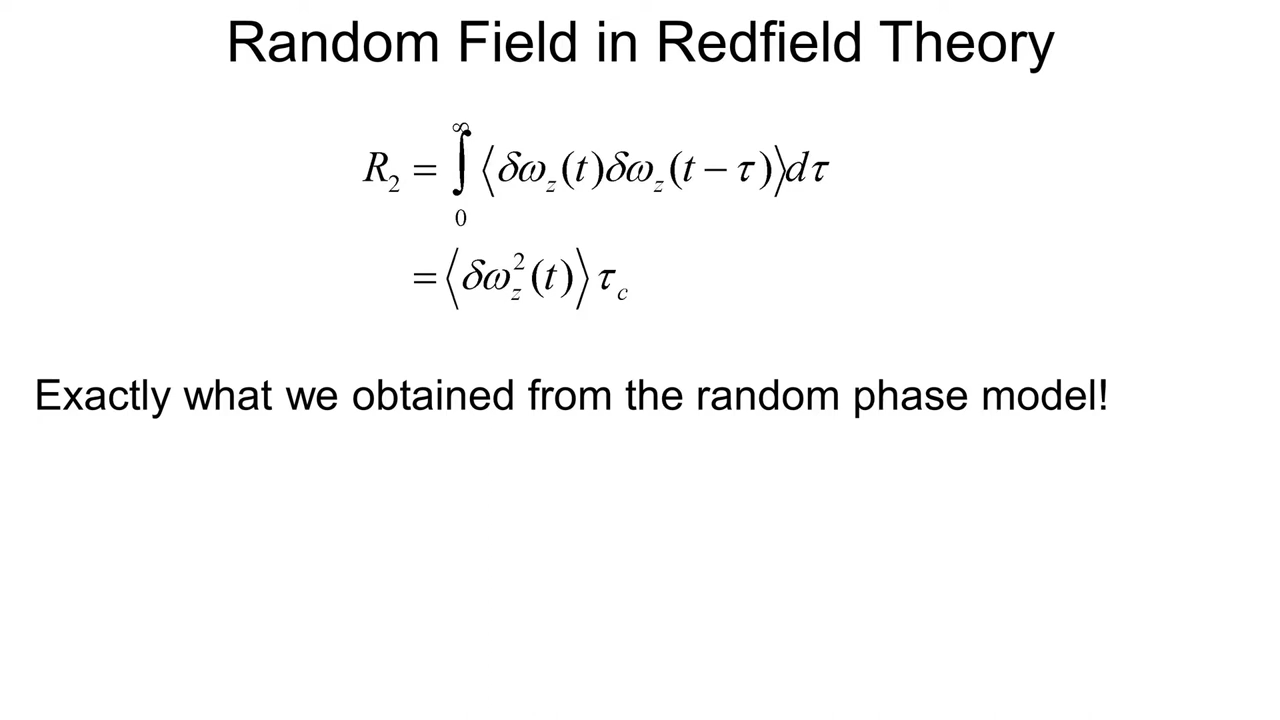 Random Field in Redfield Theory
R₂ = ∫₀^∞ ⟨δω_z(t)δω_z(t − τ)⟩dτ
= ⟨δω_z²(t)⟩ τ_c
Exactly what we obtained from the random phase model!